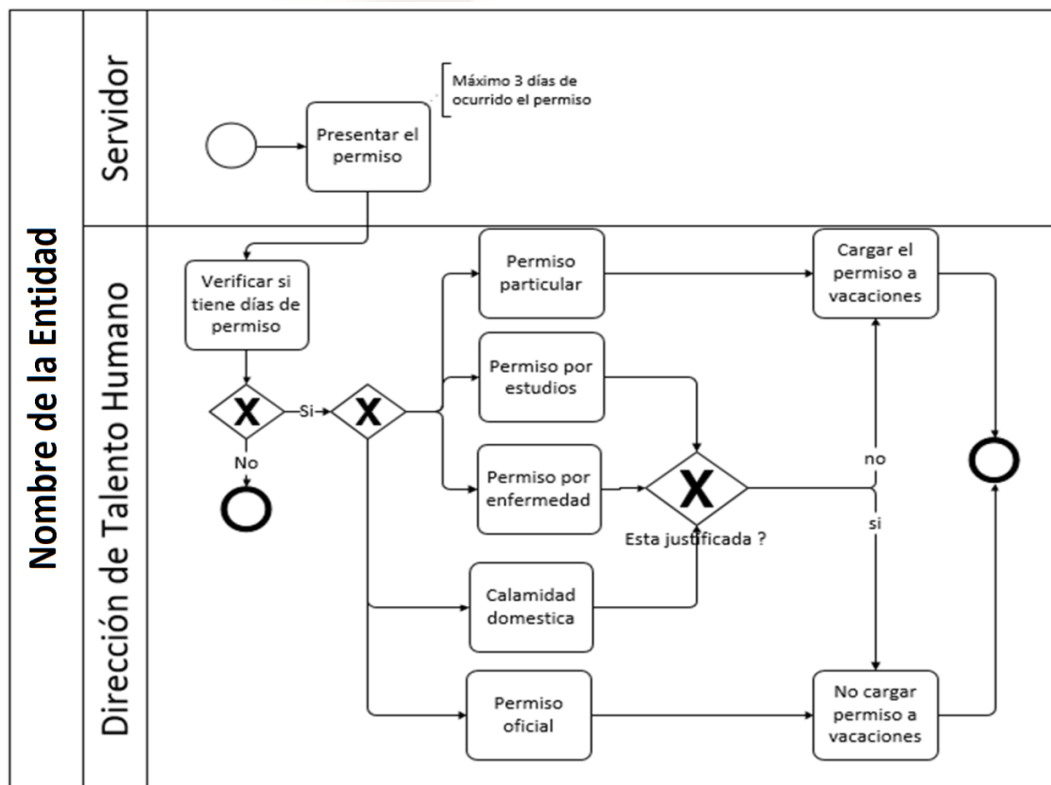 Nombre de la Entidad
Servidor
Máximo 3 días de
ocurrido el permiso
Presentar el
permiso
Dirección de Talento Humano
Verificar si
tiene días de
permiso
X
Si
X
No
Permiso
particular
Permiso por
estudios
Permiso por
enfermedad
Calamidad
domestica
Permiso
oficial
X
Esta justificada ?
Cargar el
permiso a
vacaciones
no
si
No cargar
permiso a
vacaciones